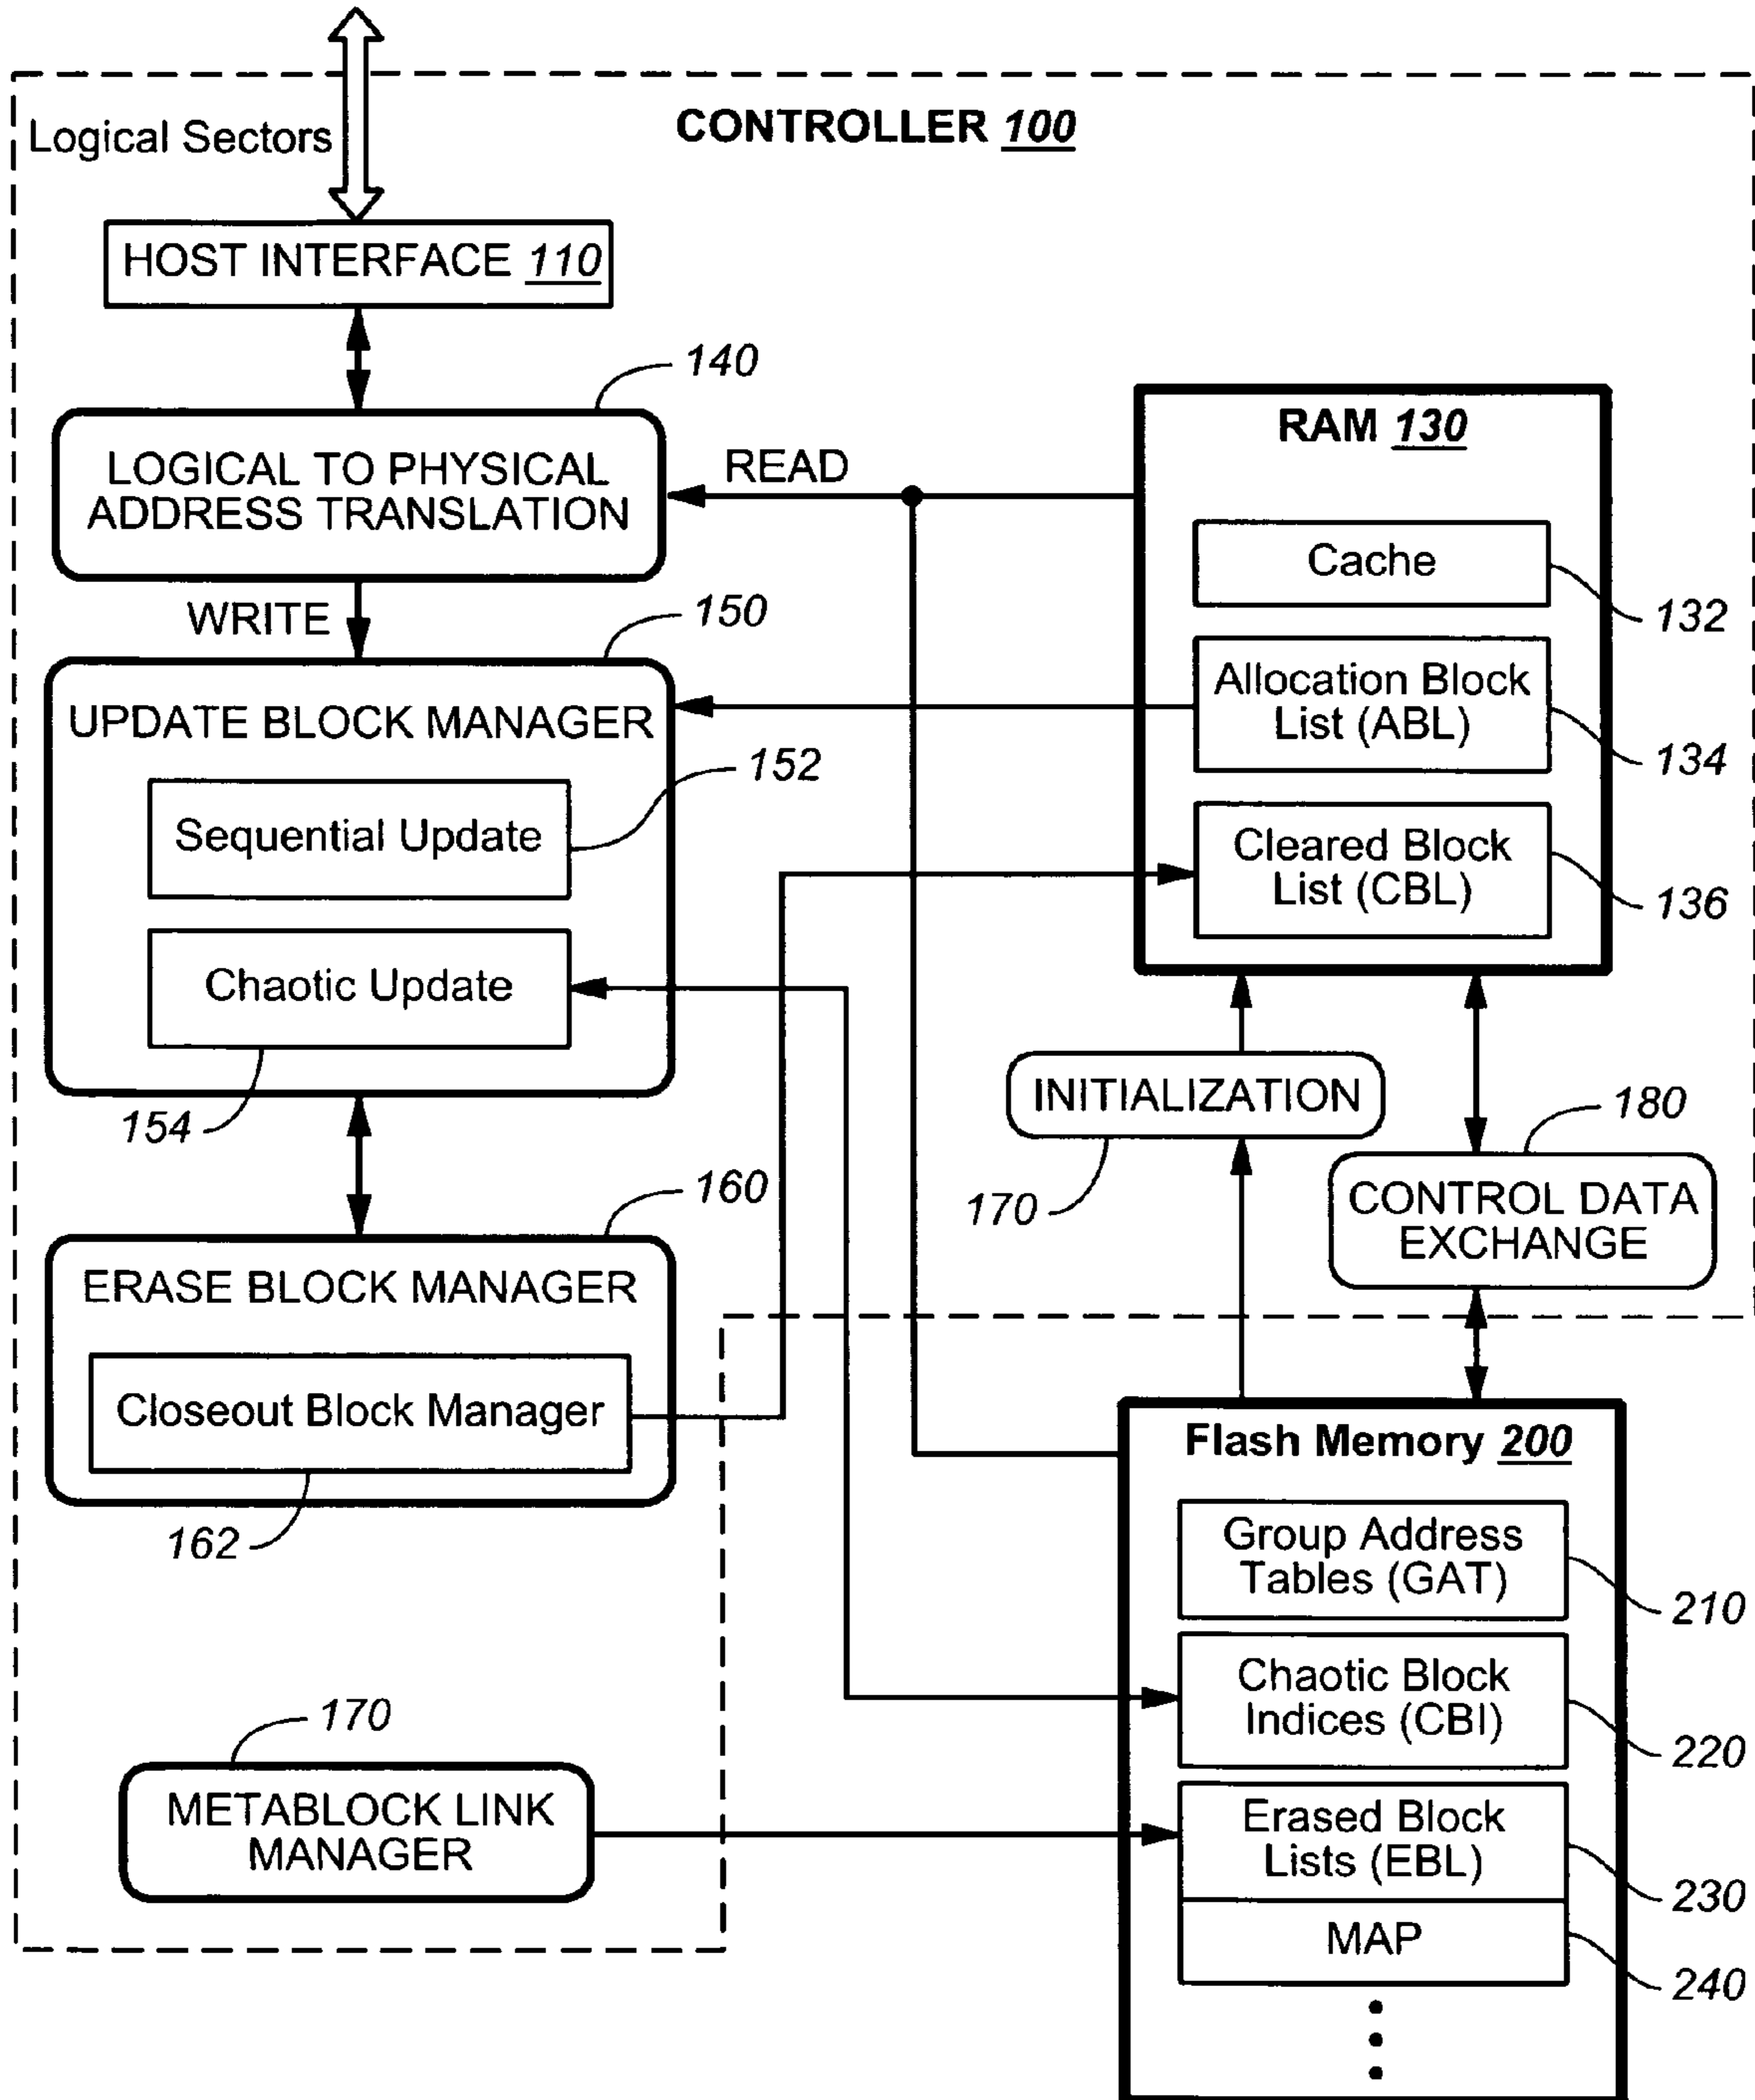 Logical Sectors
CONTROLLER 100
HOST INTERFACE 110
140
LOGICAL TO PHYSICAL
ADDRESS TRANSLATION
READ
WRITE
150
UPDATE BLOCK MANAGER
152
Sequential Update
Chaotic Update
154
160
ERASE BLOCK MANAGER
Closeout Block Manager
162
170
METABLOCK LINK
MANAGER
RAM 130
Cache
132
Allocation Block
List (ABL)
134
Cleared Block
List (CBL)
136
INITIALIZATION
170
180
CONTROL DATA
EXCHANGE
Flash Memory 200
Group Address
Tables (GAT)
210
Chaotic Block
Indices (CBI)
220
Erased Block
Lists (EBL)
230
MAP
240